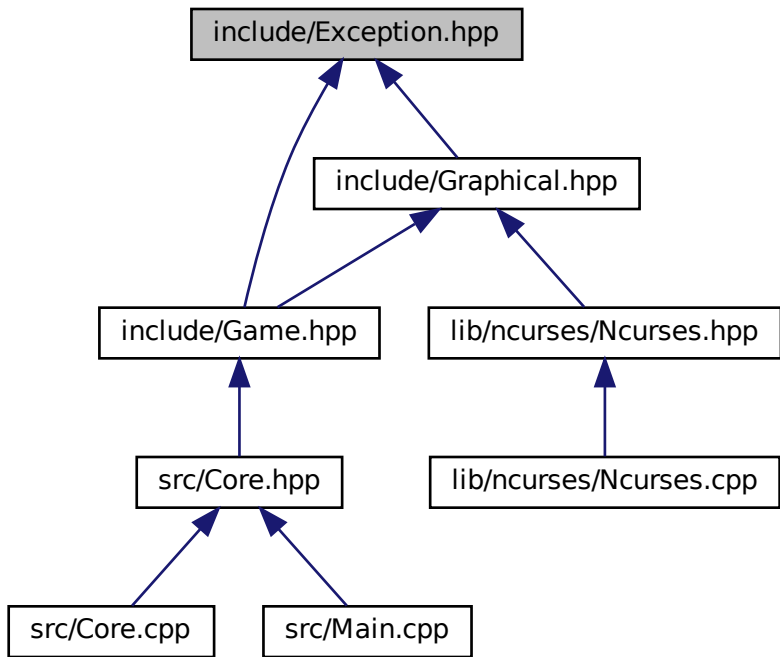 include/Exception.hpp
include/Graphical.hpp
include/Game.hpp
lib/ncurses/Ncurses.hpp
src/Core.hpp
lib/ncurses/Ncurses.cpp
src/Core.cpp
src/Main.cpp